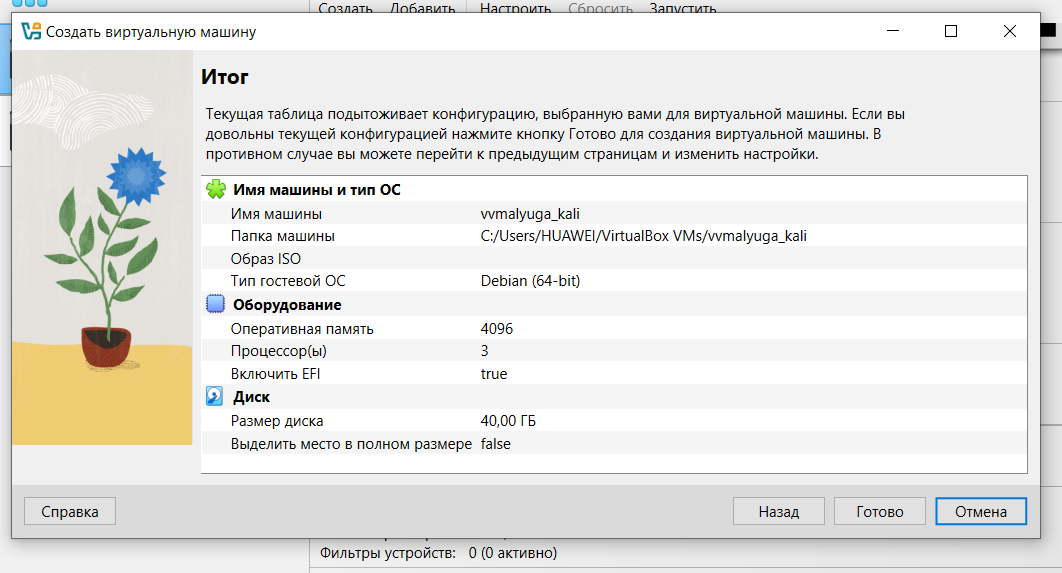 Создать Добавить Настроить Сбросить Запустить
Создать виртуальную машину
Итог
Текущая таблица подытоживает конфигурацию, выбранную вами для виртуальной машины. Если вы
довольны текущей конфигурацией нажмите кнопку Готово для создания виртуальной машины. В
противном случае вы можете перейти к предыдущим страницам и изменить настройки.
Имя машины и тип ОС
Имя машины vvmalyuga_kali
Папка машины C:/Users/HUAWEI/VirtualBox VMs/vvmalyuga_kali
Образ ISO
Тип гостевой ОС Debian (64-bit)
Оборудование
Оперативная память 4096
Процессор(ы) 3
Включить EFI true
Диск
Размер диска 40,00 ГБ
Выделить место в полном размере false
Справка Назад Готово Отмена
Фильтры устройств: 0 (0 активно)